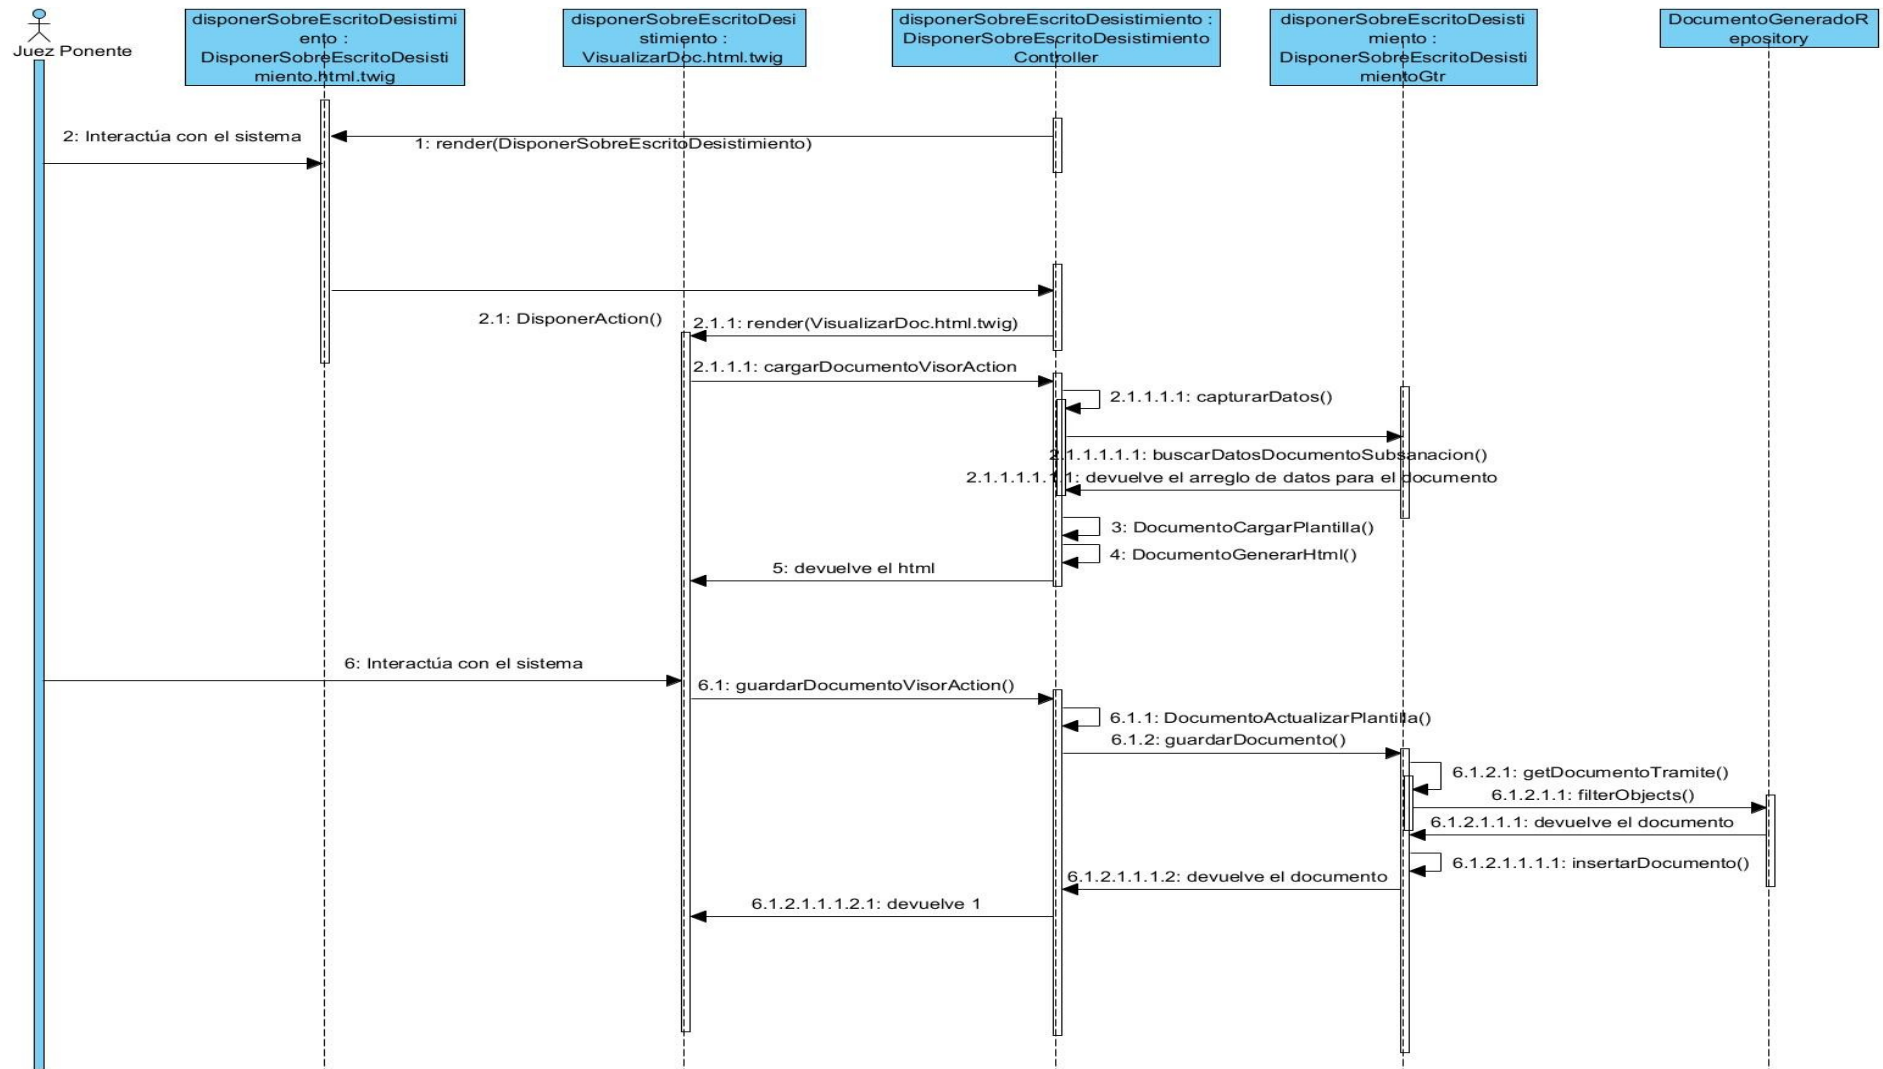 Juez Ponente
disponerSobreEscritoDesistimi
ento :
DisponerSobreEscritoDesisti
miento.html.twig
disponerSobreEscritoDesi
stimiento :
VisualizarDoc.html.twig
disponerSobreEscritoDesistimiento :
DisponerSobreEscritoDesistimiento
Controller
disponerSobreEscritoDesisti
miento :
DisponerSobreEscritoDesisti
mientoGtr
DocumentoGeneradoR
epository
2: Interactúa con el sistema
1: render(DisponerSobreEscritoDesistimiento)
2.1: DisponerAction()
2.1.1: render(VisualizarDoc.html.twig)
2.1.1.1: cargarDocumentoVisorAction
2.1.1.1.1: capturarDatos()
2.1.1.1.1.1: buscarDatosDocumentoSubsanacion()
2.1.1.1.1.1.1: devuelve el arreglo de datos para el documento
3: DocumentoCargarPlantilla()
4: DocumentoGenerarHtml()
5: devuelve el html
6: Interactúa con el sistema
6.1: guardarDocumentoVisorAction()
6.1.1: DocumentoActualizarPlantilla()
6.1.2: guardarDocumento()
6.1.2.1: getDocumentoTramite()
6.1.2.1.1: filterObjects()
6.1.2.1.1.1: devuelve el documento
6.1.2.1.1.1.1: insertarDocumento()
6.1.2.1.1.1.2: devuelve el documento
6.1.2.1.1.1.2.1: devuelve 1